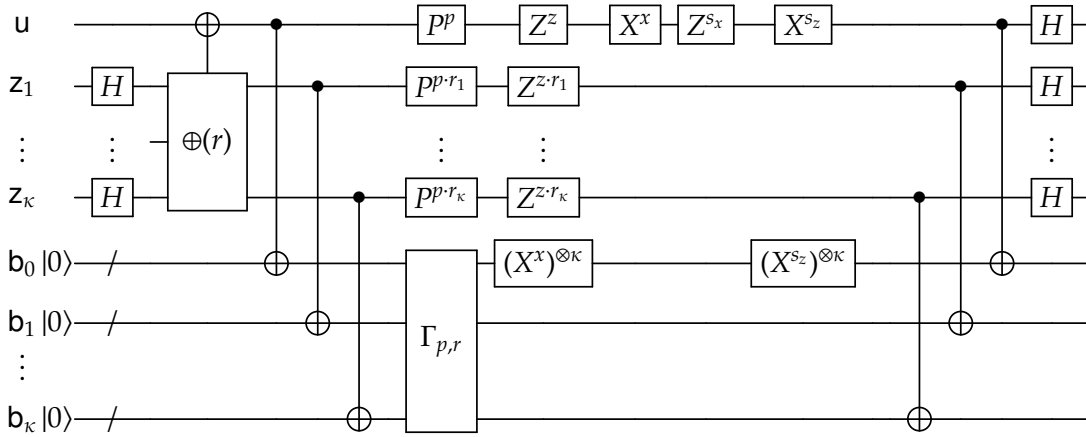 u P^p Z^z X^x Z^{s_x} X^{s_z} H
z_1 H P^{p·r_1} Z^{z·r_1} H
⋮ ⋮ ⊕(r) ⋮ ⋮ ⋮
z_κ H P^{p·r_κ} Z^{z·r_κ} H
b_0 |0⟩ (X^x)^{⊗κ} (X^{s_z})^{⊗κ}
b_1 |0⟩ Γ_{p,r}
⋮
b_κ |0⟩